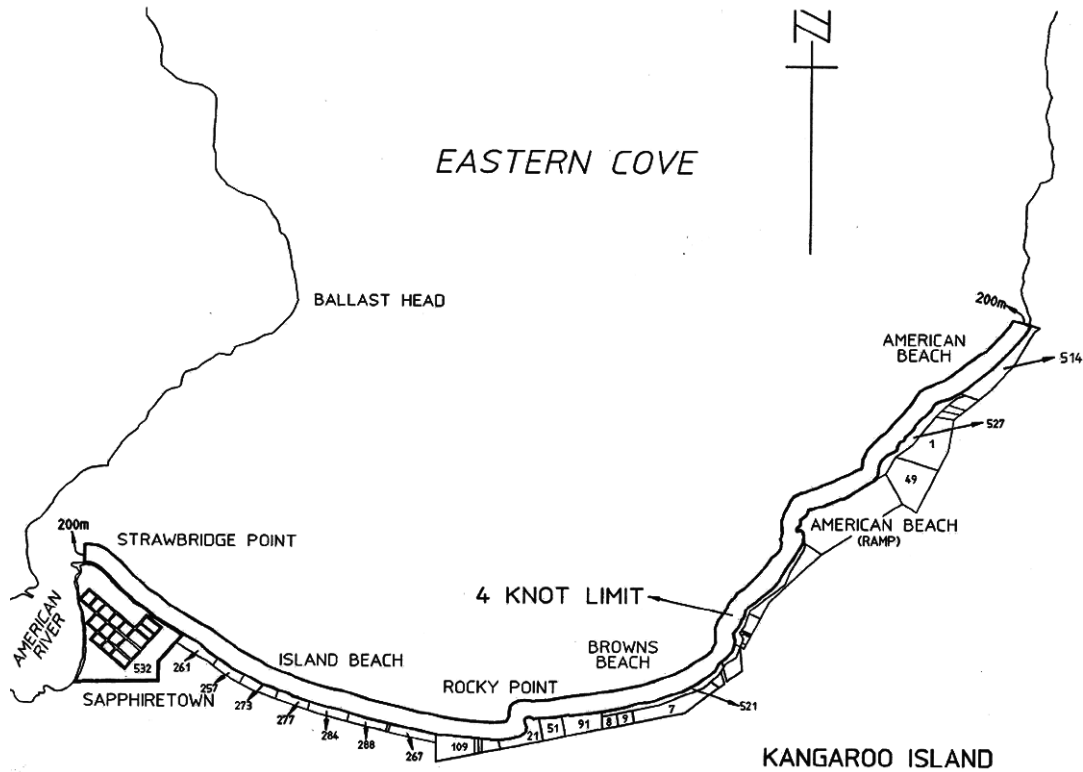 N
EASTERN COVE
BALLAST HEAD
200m
AMERICAN
BEACH
514
527
1
49
AMERICAN BEACH
(RAMP)
200m
STRAWBRIDGE POINT
4 KNOT LIMIT
AMERICAN
RIVER
BROWNS
BEACH
ISLAND BEACH
532
261
SAPPHIRETOWN
257
273
277
284
288
267
ROCKY POINT
109
21
51
91
8
9
7
521
KANGAROO ISLAND